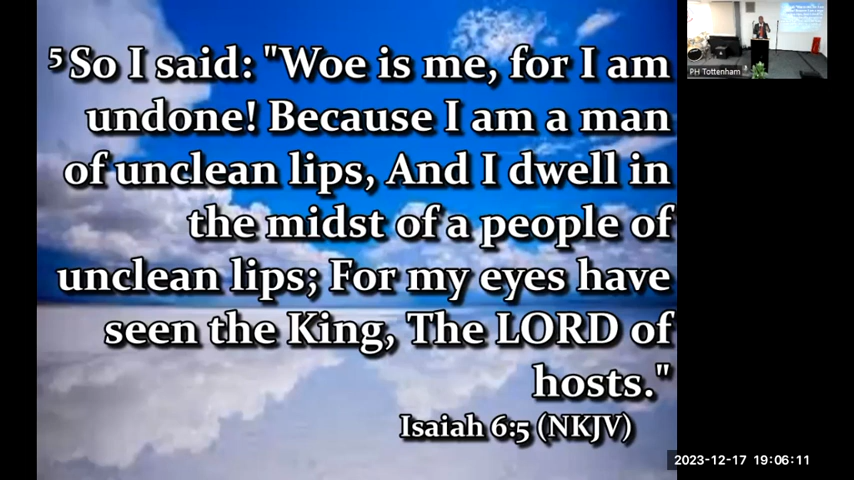 ⁵So I said: "Woe is me, for I am
undone! Because I am a man
of unclean lips, And I dwell in
the midst of a people of
unclean lips; For my eyes have
seen the King, The LORD of
hosts."
Isaiah 6:5 (NKJV)
PH Tottenham
2023-12-17 19:06:11